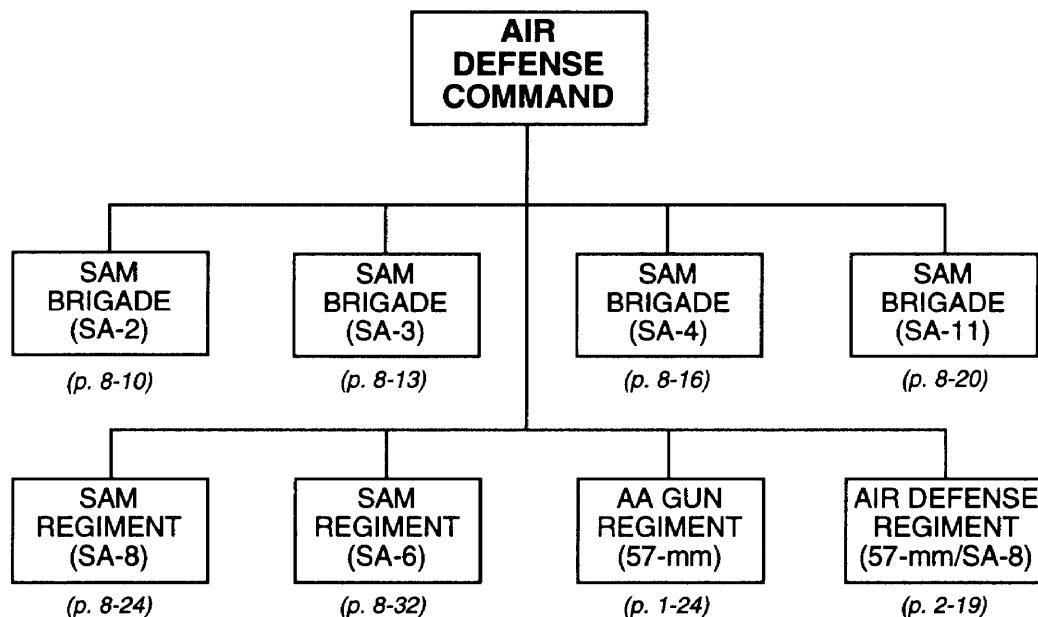 AIR
DEFENSE
COMMAND
SAM
BRIGADE
(SA-2)
(p. 8-10)
SAM
BRIGADE
(SA-3)
(p. 8-13)
SAM
BRIGADE
(SA-4)
(p. 8-16)
SAM
BRIGADE
(SA-11)
(p. 8-20)
SAM
REGIMENT
(SA-8)
(p. 8-24)
SAM
REGIMENT
(SA-6)
(p. 8-32)
AA GUN
REGIMENT
(57-mm)
(p. 1-24)
AIR DEFENSE
REGIMENT
(57-mm/SA-8)
(p. 2-19)